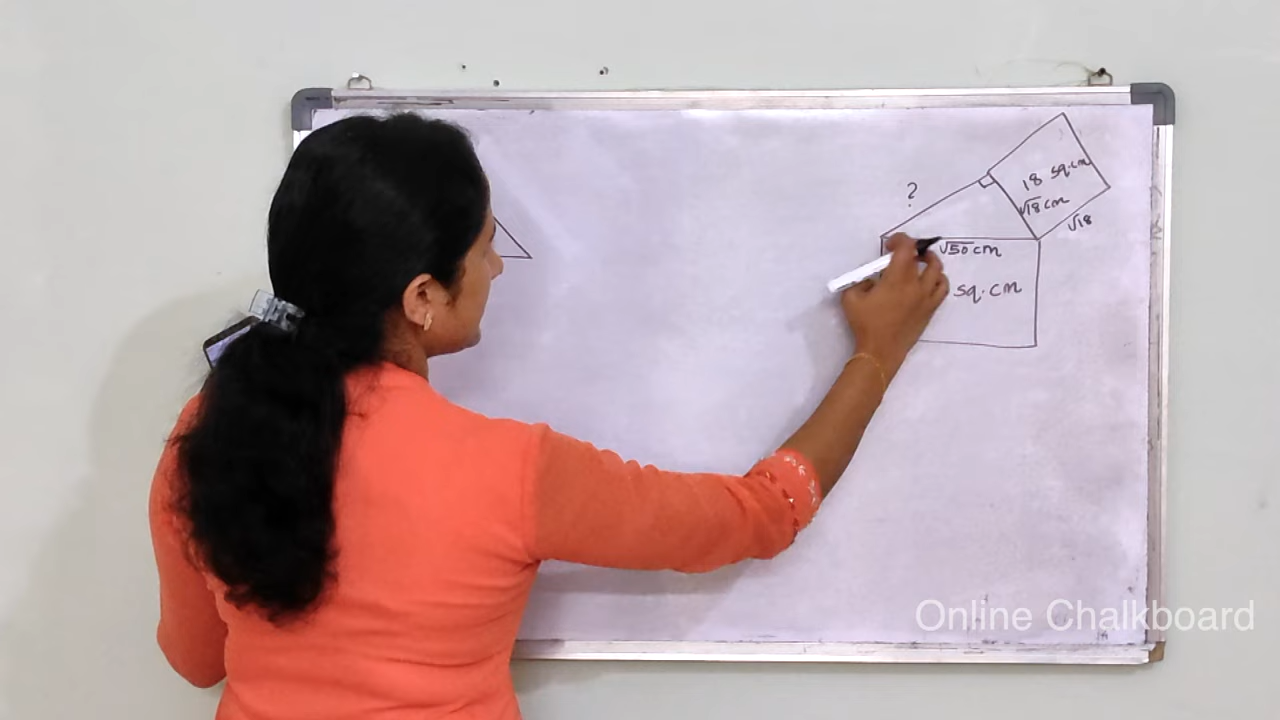 ?
18 sq.cm
√18 cm
√18
√50 cm
sq.cm
Online Chalkboard